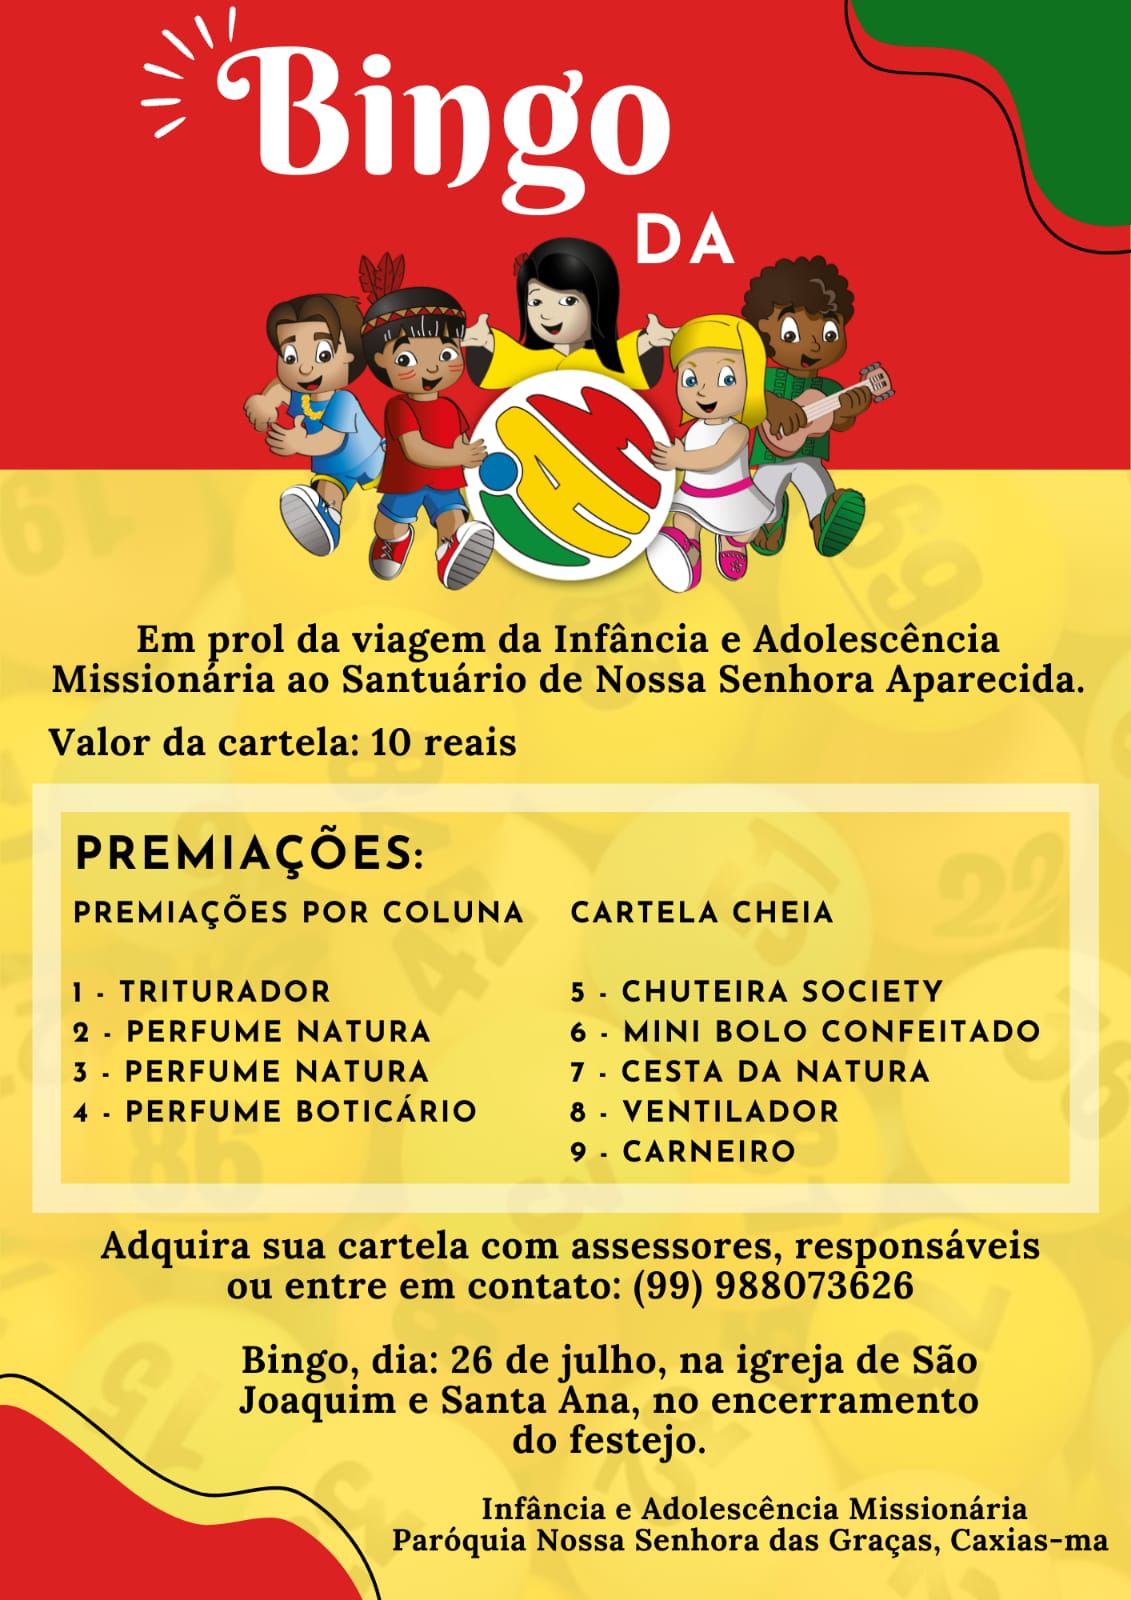 Bingo
DA
iAM
Em prol da viagem da Infância e Adolescência
Missionária ao Santuário de Nossa Senhora Aparecida.
Valor da cartela: 10 reais
PREMIAÇÕES:
PREMIAÇÕES POR COLUNA
1 - TRITURADOR
2 - PERFUME NATURA
3 - PERFUME NATURA
4 - PERFUME BOTICÁRIO
CARTELA CHEIA
5 - CHUTEIRA SOCIETY
6 - MINI BOLO CONFEITADO
7 - CESTA DA NATURA
8 - VENTILADOR
9 - CARNEIRO
Adquira sua cartela com assessores, responsáveis
ou entre em contato: (99) 988073626
Bingo, dia: 26 de julho, na igreja de São
Joaquim e Santa Ana, no encerramento
do festejo.
Infância e Adolescência Missionária
Paróquia Nossa Senhora das Graças, Caxias-ma